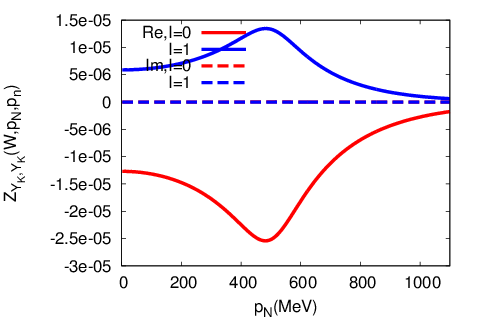 Re,I=0
I=1
Im,I=0
I=1
1.5e-05
1e-05
5e-06
0
-5e-06
-1e-05
-1.5e-05
-2e-05
-2.5e-05
-3e-05
Z_{Y_K,Y_K}(W,p_N,p_n)
0 200 400 600 800 1000
p_N(MeV)